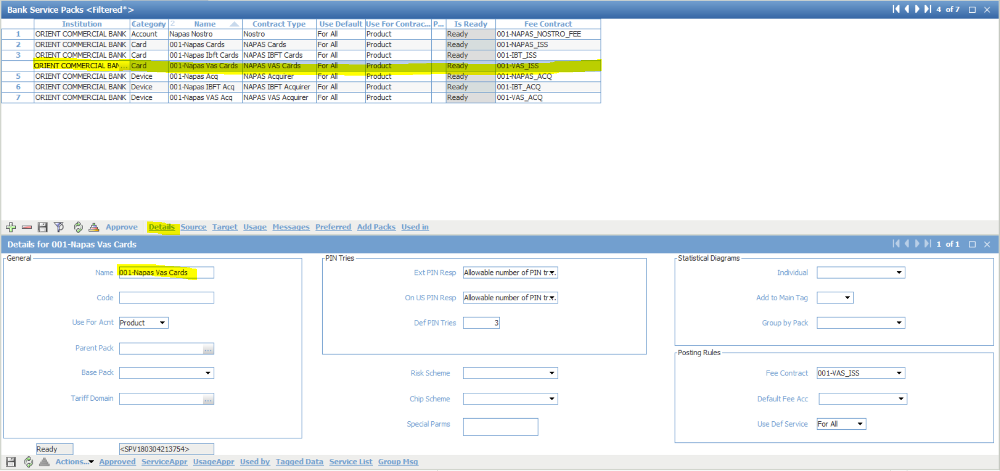 Bank Service Packs <Filtered*> 4 of 7
Institution Category 2 Name Contract Type Use Default Use For Contrac... P... Is Ready Fee Contract
1 ORIENT COMMERCIAL BANK Account Napas Nostro Nostro For All Product Ready 001-NAPAS_NOSTRO_FEE
2 ORIENT COMMERCIAL BANK Card 001-Napas Cards NAPAS Cards For All Product Ready 001-NAPAS_ISS
3 ORIENT COMMERCIAL BANK Card 001-Napas Ibft Cards NAPAS IBFT Cards For All Product Ready 001-IBT_ISS
ORIENT COMMERCIAL BAN ... Card 001-Napas Vas Cards NAPAS VAS Cards For All Product Ready 001-VAS_ISS
5 ORIENT COMMERCIAL BANK Device 001-Napas Acq NAPAS Acquirer For All Product Ready 001-NAPAS_ACQ
6 ORIENT COMMERCIAL BANK Device 001-Napas IBFT Acq NAPAS IBFT Acquirer For All Product Ready 001-IBT_ACQ
7 ORIENT COMMERCIAL BANK Device 001-Napas VAS Acq NAPAS VAS Acquirer For All Product Ready 001-VAS_ACQ
Approve Details Source Target Usage Messages Preferred Add Packs Used in
Details for 001-Napas Vas Cards 1 of 1
General PIN Tries Statistical Diagrams
Name 001-Napas Vas Cards Ext PIN Resp Allowable number of PIN tr... Individual
Code On US PIN Resp Allowable number of PIN tr... Add to Main Tag
Use For Acnt Product Def PIN Tries 3 Group by Pack
Parent Pack ... Posting Rules
Base Pack Risk Scheme Fee Contract 001-VAS_ISS
Tariff Domain ... Chip Scheme Default Fee Acc
Special Parms Use Def Service For All
Ready <SPV180304213754>
Actions... Approved ServiceAppr UsageAppr Used by Tagged Data Service List Group Msg